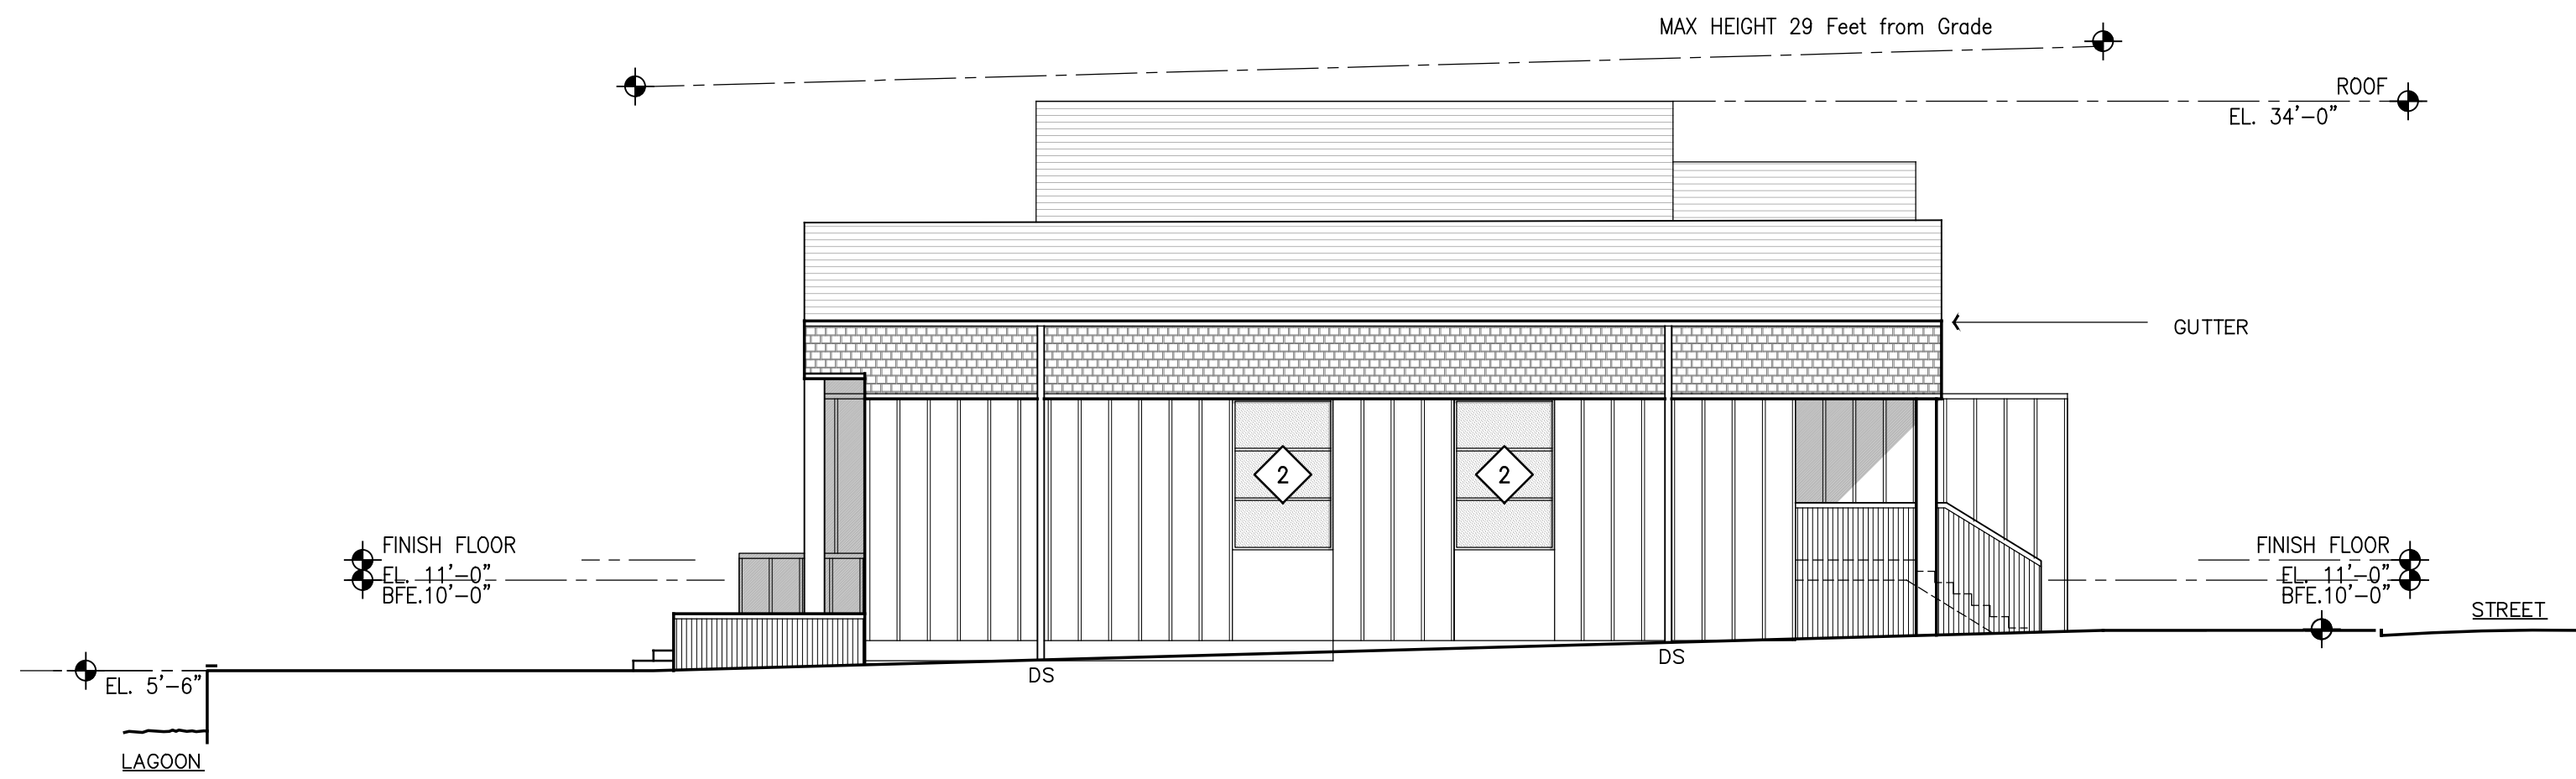 MAX HEIGHT 29 Feet from Grade
ROOF
EL. 34'-0"
GUTTER
2
2
FINISH FLOOR
EL. 11'-0"
BFE.10'-0"
FINISH FLOOR
EL. 11'-0"
BFE.10'-0"
STREET
EL. 5'-6"
DS
DS
LAGOON